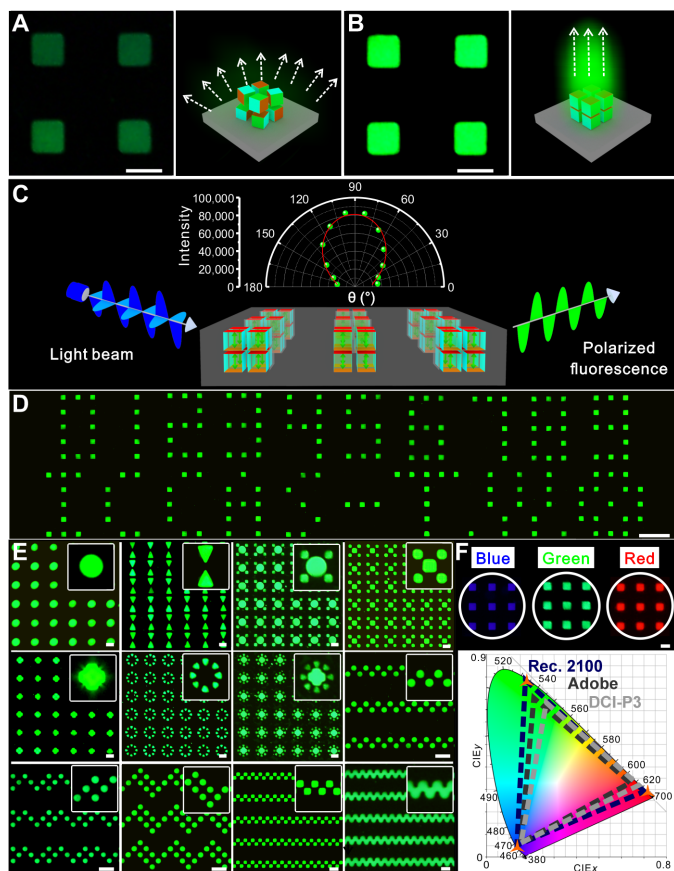 A
B
C
100,000
80,000
60,000
40,000
20,000
0
Intensity
180
150
120
90
60
30
0
θ (°)
Light beam
Polarized
fluorescence
D
E
F
Blue
Green
Red
0.9
CIEy
0
CIEx
0.8
Rec. 2100
Adobe
DCI-P3
520
540
560
580
600
620
700
490
480
470
460
380